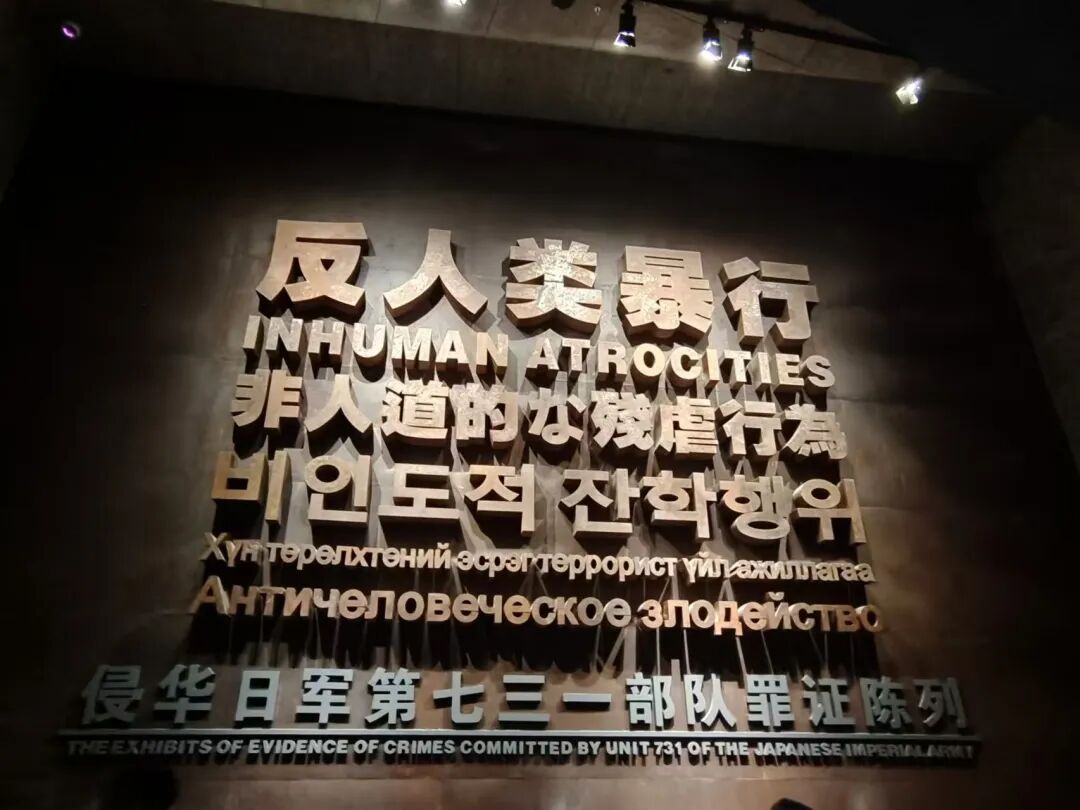 反人类暴行
INHUMAN ATROCITIES
非人道的な殘虐行為
비인도적 잔학행위
Хүн төрөлхтөний эсрэг террорист үйл ажиллагаа
Античеловеческое злодейство
侵华日军第七三一部队罪证陈列
THE EXHIBITS OF EVIDENCE OF CRIMES COMMITTED BY UNIT 731 OF THE JAPANESE IMPERIAL ARMY